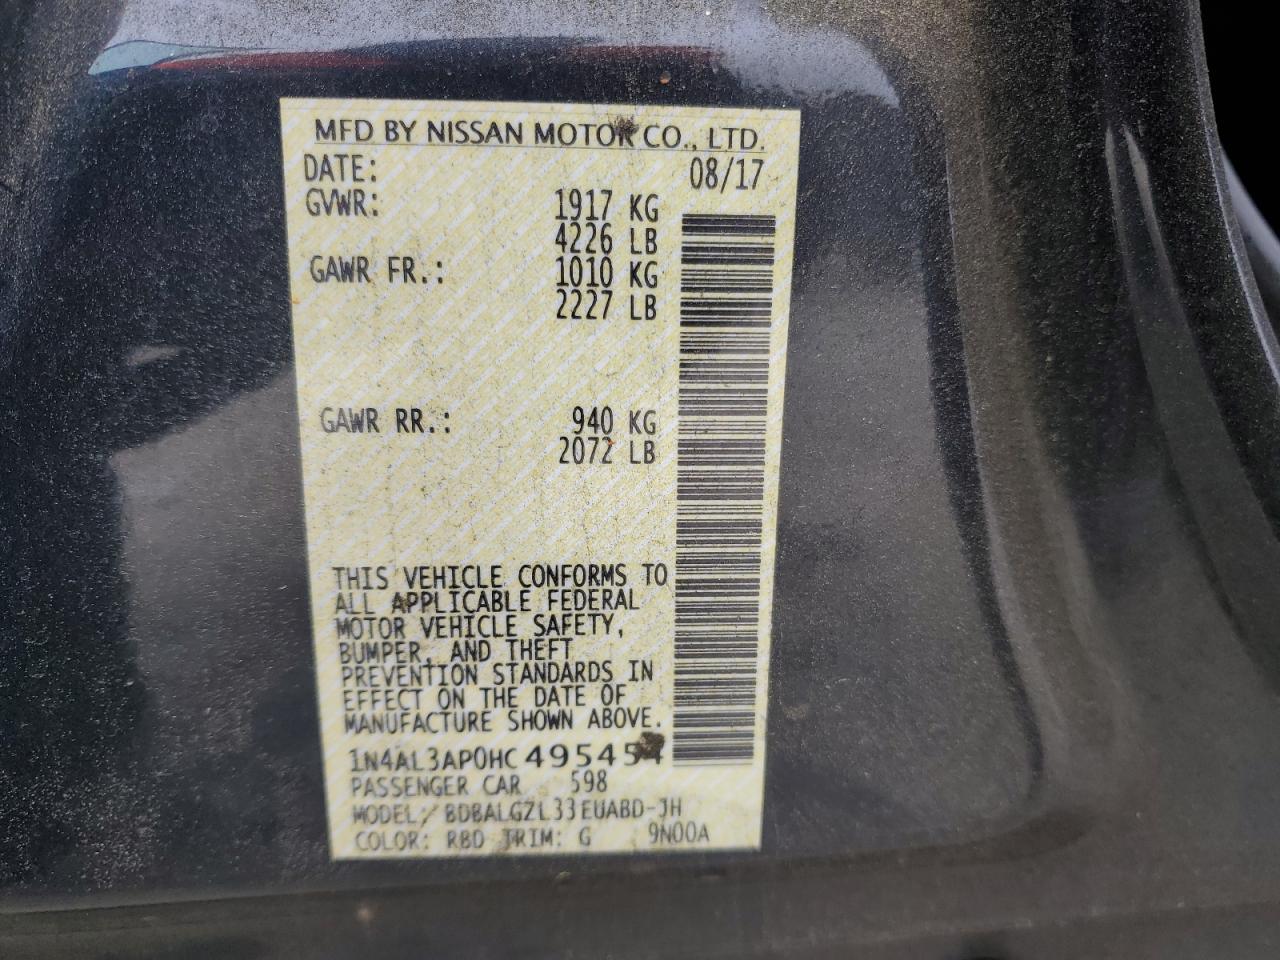 MFD BY NISSAN MOTOR CO., LTD.
DATE: 08/17
GVWR: 1917 KG
4226 LB
GAWR FR.: 1010 KG
2227 LB
GAWR RR.: 940 KG
2072 LB
THIS VEHICLE CONFORMS TO
ALL APPLICABLE FEDERAL
MOTOR VEHICLE SAFETY,
BUMPER, AND THEFT
PREVENTION STANDARDS IN
EFFECT ON THE DATE OF
MANUFACTURE SHOWN ABOVE.
1N4AL3AP0HC495454
PASSENGER CAR 598
MODEL/BDBALGZL33EUABD-JH
COLOR: RBD TRIM: G 9N00A